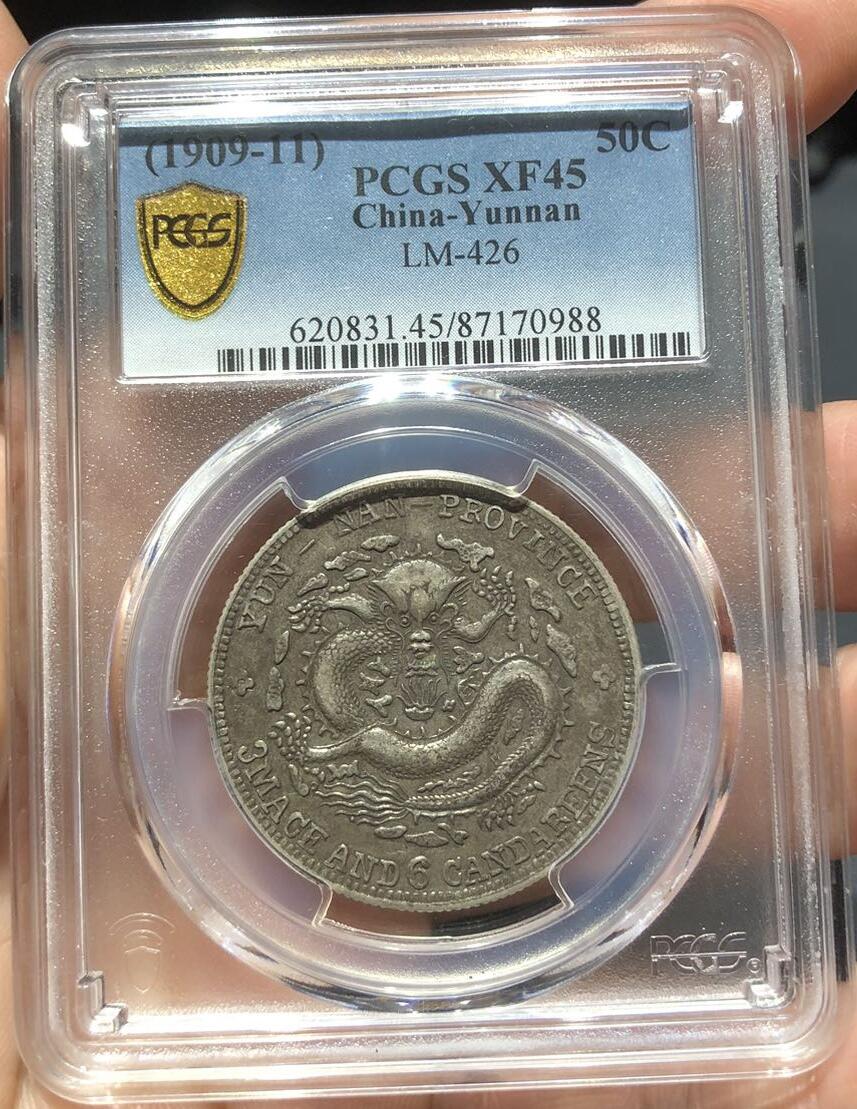 (1909-11) 50C
PCGS XF45
China-Yunnan
LM-426
PCGS
620831.45/87170988
YUN - NAN - PROVINCE
3 MACE AND 6 CANDAREENS
PCGS